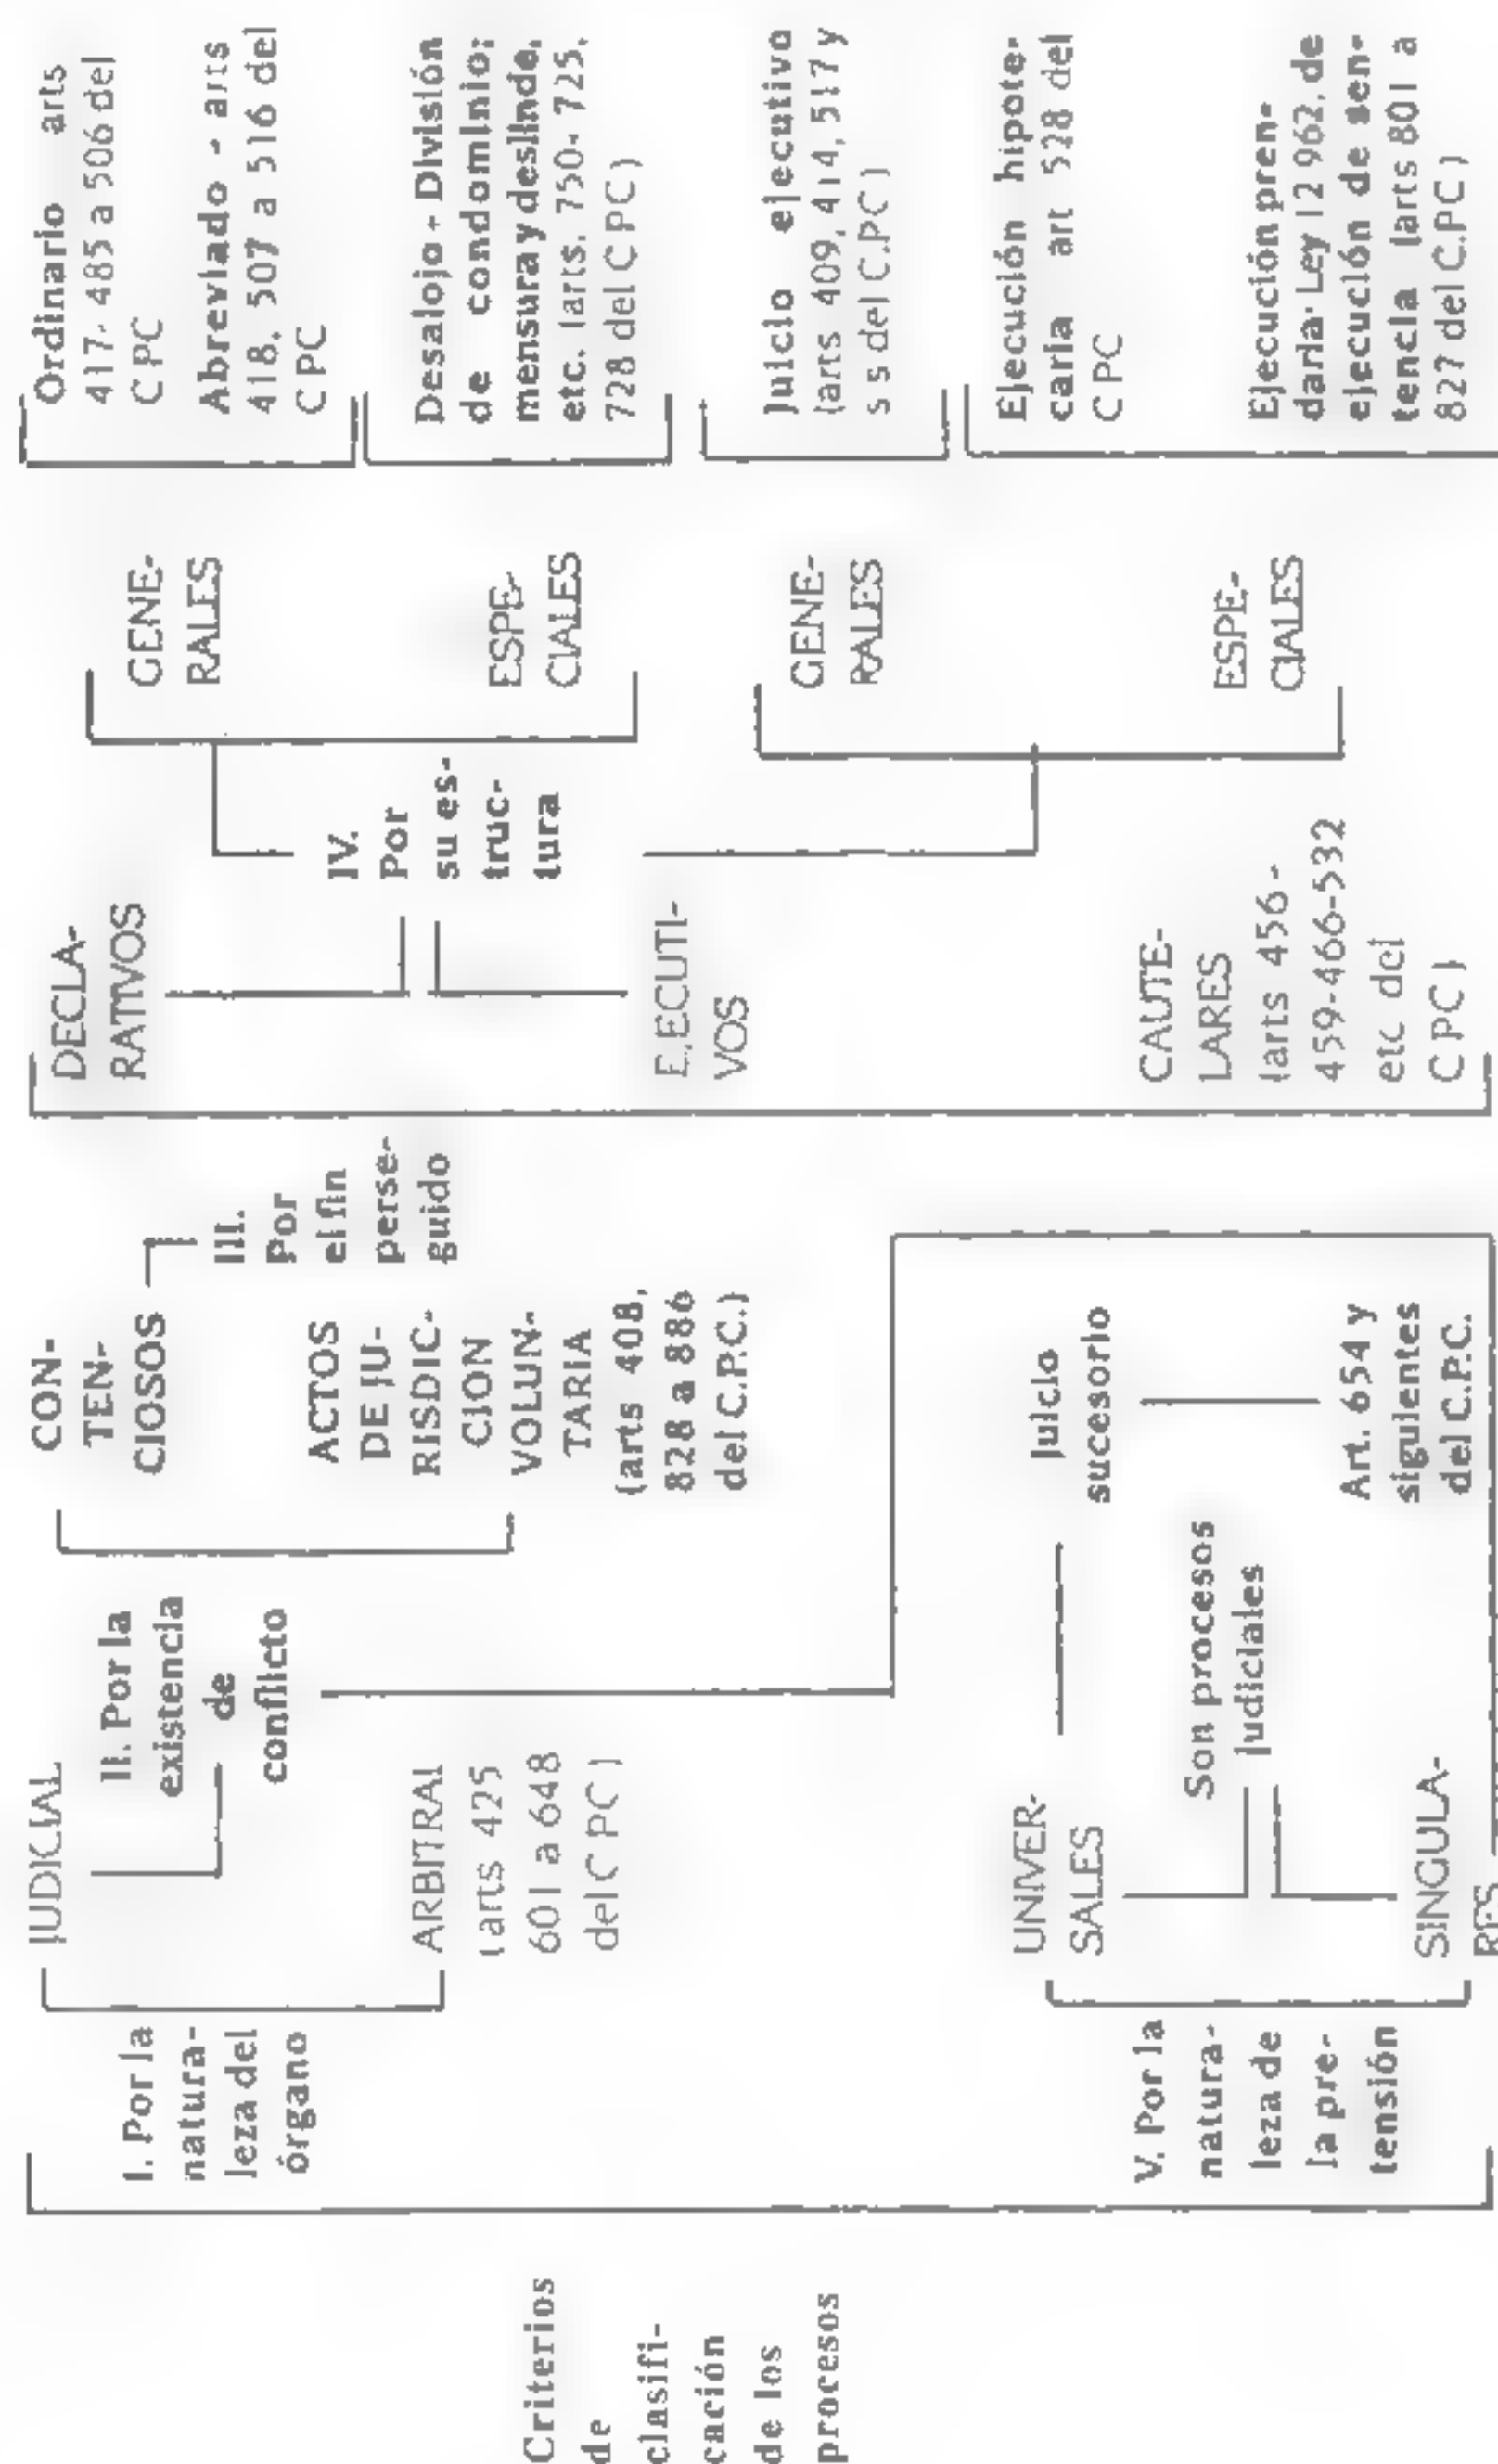 Criterios
de
clasifi-
cación
de los
procesos
I. Por la
natura-
leza del
órgano
JUDICIAL
ARBITRAL
(arts 425
601 a 648
del C PC)
II. Por la
existencia
de
conflicto
CON-
TEN-
CIOSOS
ACTOS
DE JU-
RISDIC-
CION
VOLUN-
TARIA
(arts 408,
828 a 886
del C.P.C.)
III.
Por
el fin
perse-
guido
DECLA-
RATIVOS
EJECUTI-
VOS
CAUTE-
LARES
(arts 456-
459-466-532
etc del
C PC)
IV.
Por
su es-
truc-
tura
GENE-
RALES
ESPE-
CIALES
GENE-
RALES
ESPE-
CIALES
Ordinario arts
417- 485 a 506 del
C PC
Abreviado - arts
418, 507 a 516 del
C PC
Desalojo - División
de condominio;
mensura y deslinde,
etc. (arts. 750- 725,
728 del C PC)
Juicio ejecutivo
(arts 409, 414, 517 y
s s del C.PC)
Ejecución hipote-
caria art 528 del
C PC
Ejecución pren-
daria· Ley 12 962, de
ejecución de sen-
tencia (arts 801 a
827 del C.PC)
V. Por la
natura-
leza de
la pre-
tensión
UNIVER-
SALES
SINGULA-
RES
Son procesos
judiciales
Juicio
sucesorio
Art. 654 y
siguientes
del C.P.C.